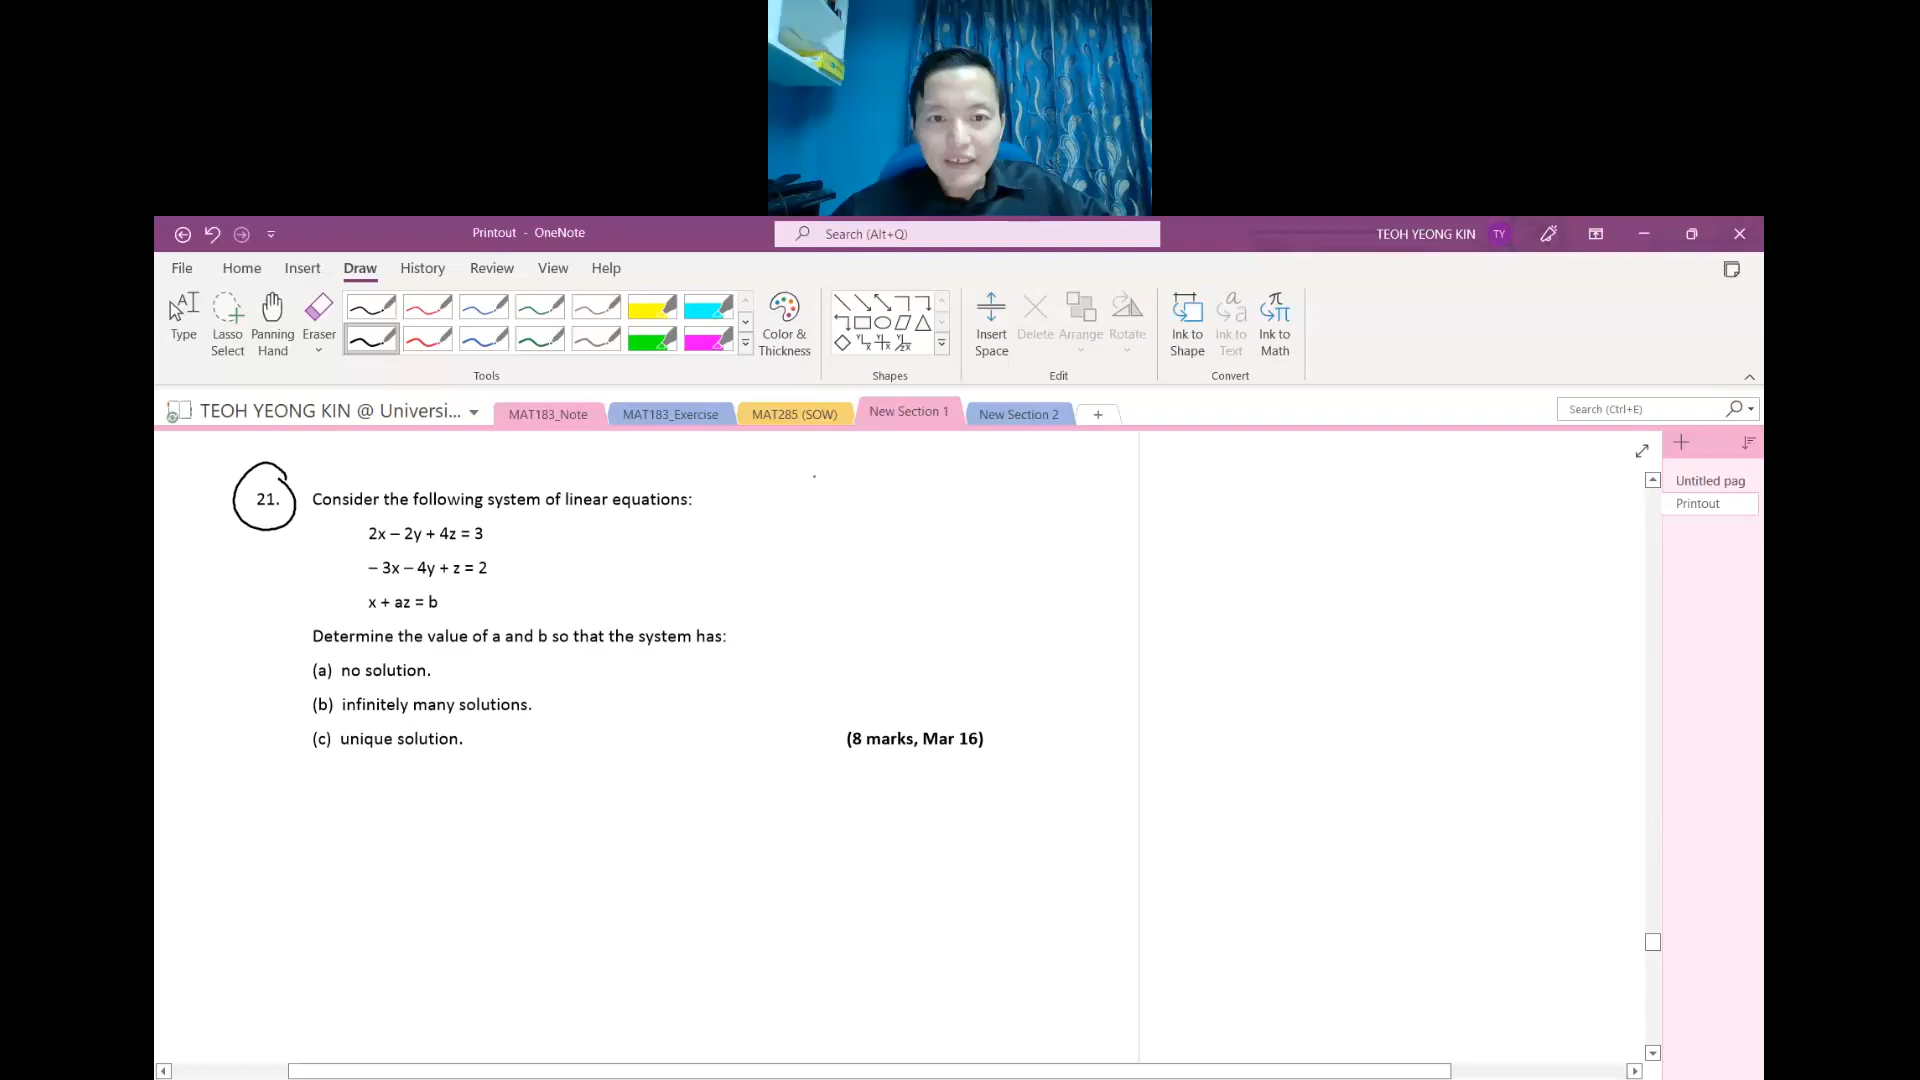 Printout - OneNote
Search (Alt+Q)
TEOH YEONG KIN
TY
File Home Insert Draw History Review View Help
Type
Lasso Select
Panning Hand
Eraser
Color & Thickness
Insert Space
Delete
Arrange
Rotate
Ink to Shape
Ink to Text
Ink to Math
Tools
Shapes
Edit
Convert
TEOH YEONG KIN @ Universi...
MAT183_Note
MAT183_Exercise
MAT285 (SOW)
New Section 1
New Section 2
Search (Ctrl+E)
Untitled pag
Printout
21. Consider the following system of linear equations:
2x – 2y + 4z = 3
– 3x – 4y + z = 2
x + az = b
Determine the value of a and b so that the system has:
(a) no solution.
(b) infinitely many solutions.
(c) unique solution. (8 marks, Mar 16)